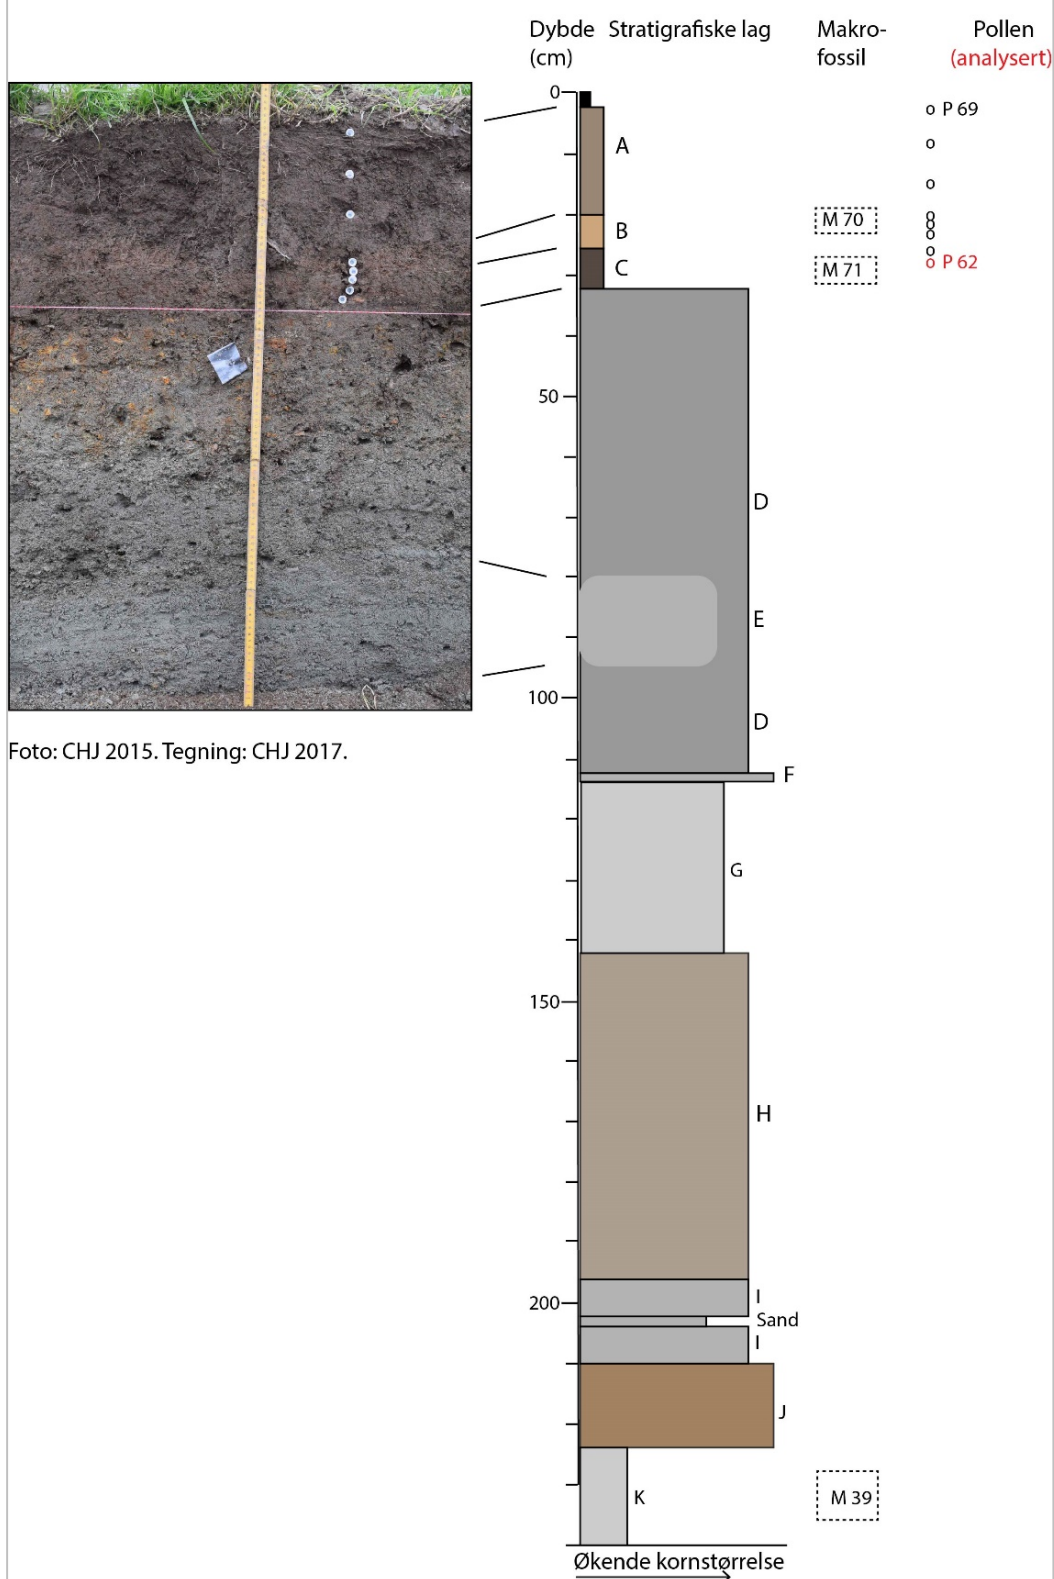 Dybde Stratigrafiske lag Makro- Pollen
(cm) fossil (analysert)
0
P 69
A
M 70
B
C
P 62
M 71
50
D
E
100
D
Foto: CHJ 2015. Tegning: CHJ 2017.
F
G
150
H
I
200
Sand
I
J
K
M 39
Økende kornstørrelse